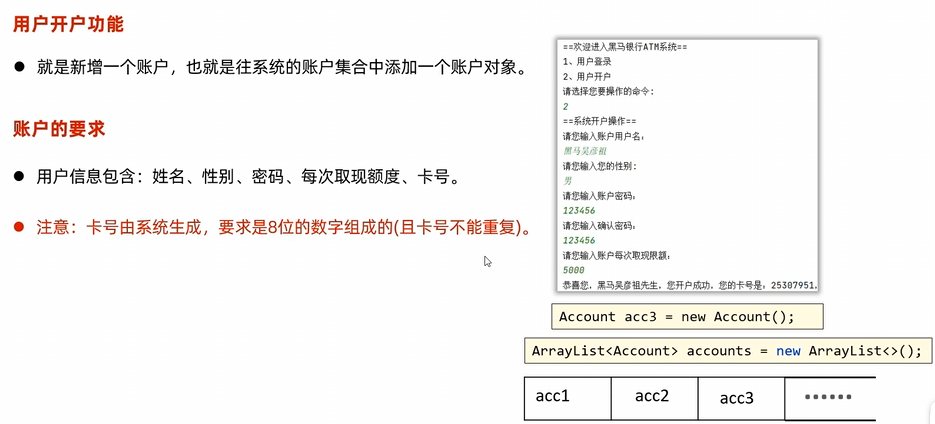 用户开户功能
● 就是新增一个账户，也就是往系统的账户集合中添加一个账户对象。
账户的要求
● 用户信息包含：姓名、性别、密码、每次取现额度、卡号。
● 注意：卡号由系统生成，要求是8位的数字组成的(且卡号不能重复)。
==欢迎进入黑马银行ATM系统==
1、用户登录
2、用户开户
请选择您要操作的命令：
2
==系统开户操作==
请您输入账户用户名：
黑马吴彦祖
请您输入您的性别：
男
请您输入账户密码：
123456
请您输入确认密码：
123456
请您输入账户每次取现限额：
5000
恭喜您，黑马吴彦祖先生，您开户成功，您的卡号是：25307951，
Account acc3 = new Account();
ArrayList<Account> accounts = new ArrayList<>();
acc1 acc2 acc3 ······